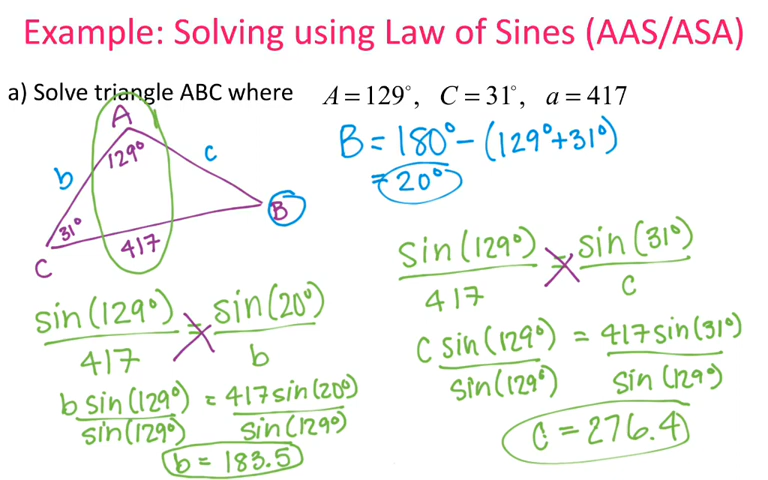 Example: Solving using Law of Sines (AAS/ASA)
a) Solve triangle ABC where A = 129°, C = 31°, a = 417
A
129°
b
c
31°
417
B
C
B = 180° - (129° + 31°)
= 20°
sin(129°)/417 = sin(20°)/b
b sin(129°)/sin(129°) = 417 sin(20°)/sin(129°)
b = 183.5
sin(129°)/417 = sin(31°)/c
c sin(129°)/sin(129°) = 417 sin(31°)/sin(129°)
c = 276.4